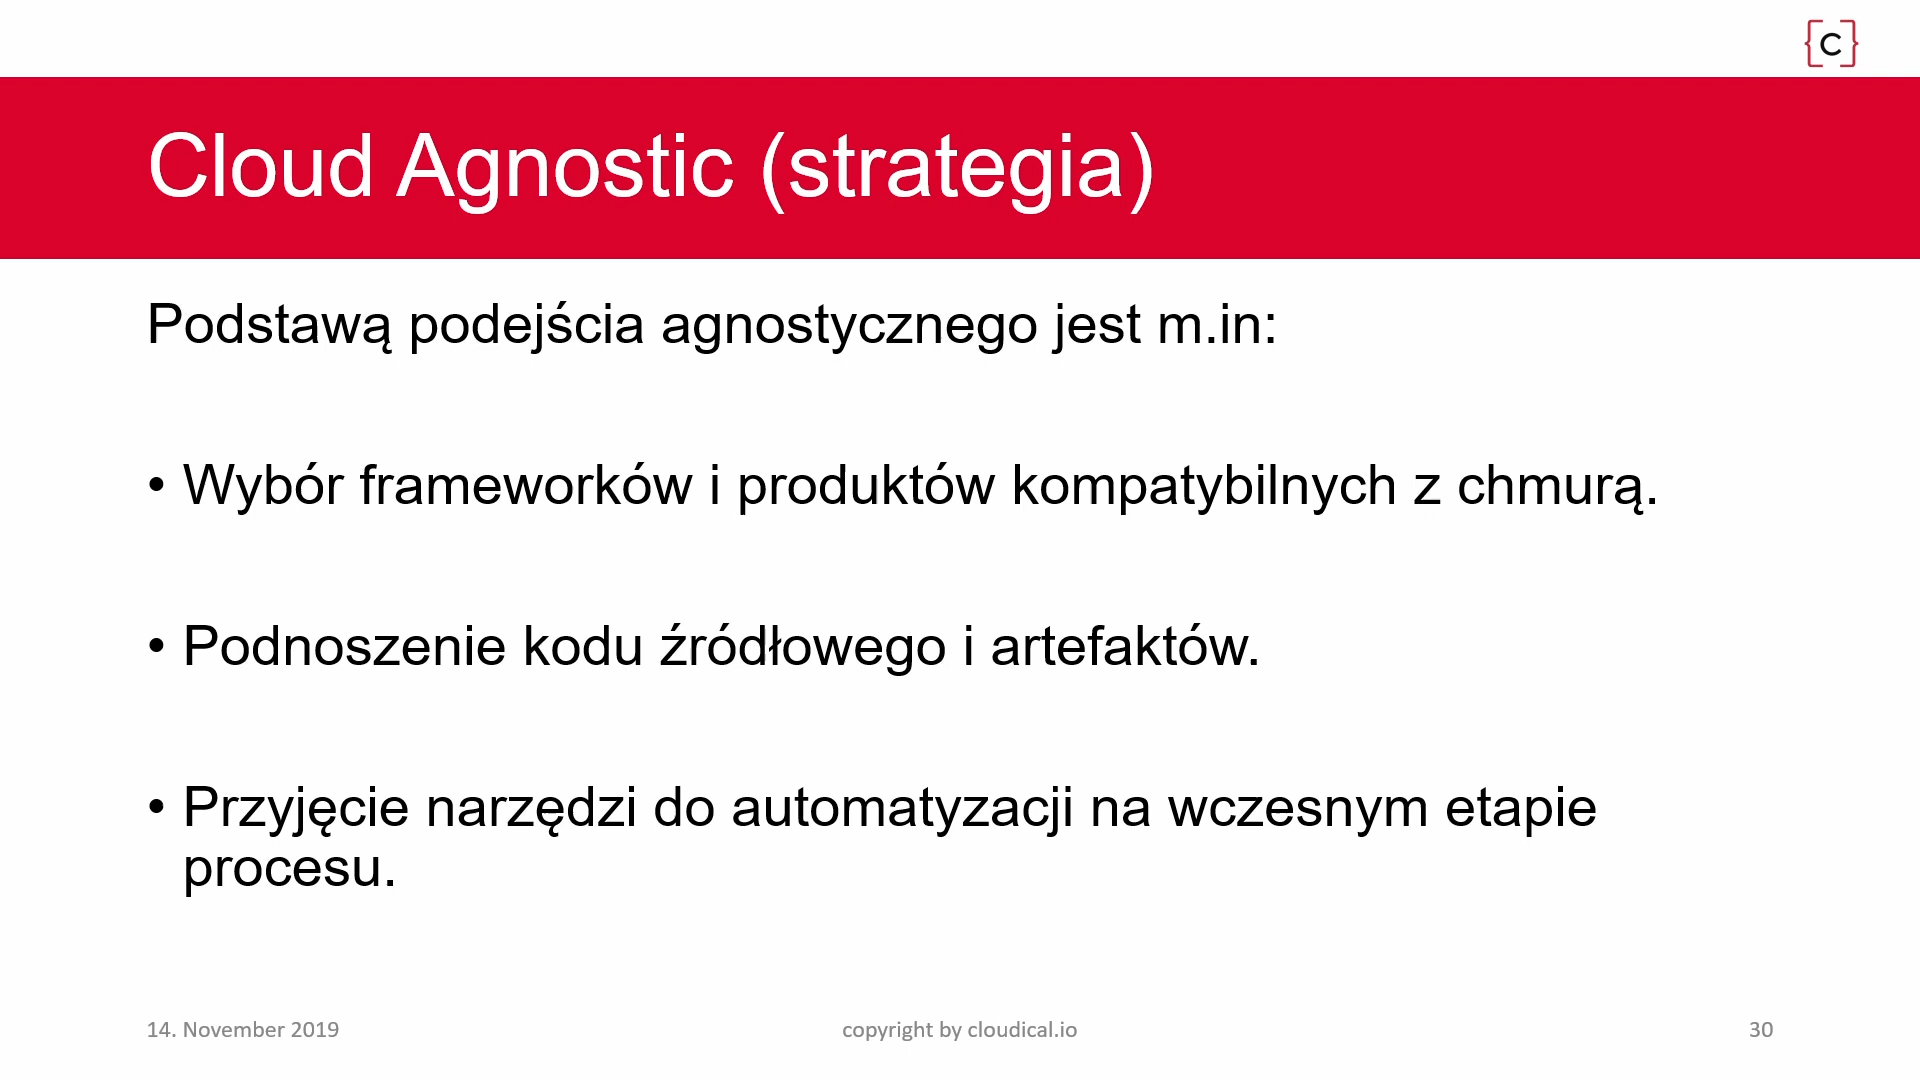 {C}
Cloud Agnostic (strategia)
Podstawą podejścia agnostycznego jest m.in:
• Wybór frameworków i produktów kompatybilnych z chmurą.
• Podnoszenie kodu źródłowego i artefaktów.
• Przyjęcie narzędzi do automatyzacji na wczesnym etapie
procesu.
14. November 2019
copyright by cloudical.io
30